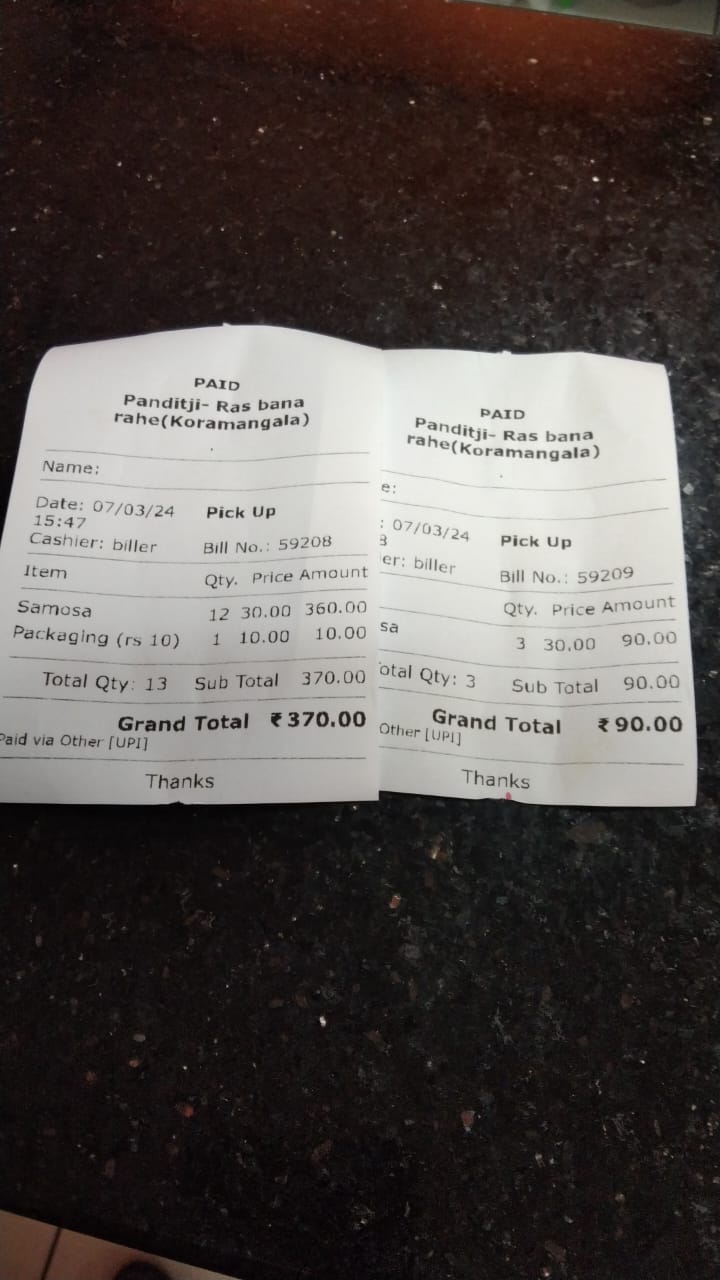 PAID
Panditji- Ras bana
rahe(Koramangala)
Name:
Date: 07/03/24 Pick Up
15:47
Cashier: biller Bill No.: 59208
Item Qty. Price Amount
Samosa 12 30.00 360.00
Packaging (rs 10) 1 10.00 10.00
Total Qty: 13 Sub Total 370.00
Grand Total ₹370.00
Paid via Other [UPI]
Thanks
PAID
Panditji- Ras bana
rahe(Koramangala)
e:
: 07/03/24 Pick Up
8
er: biller Bill No.: 59209
Qty. Price Amount
sa 3 30.00 90.00
otal Qty: 3 Sub Total 90.00
Grand Total ₹90.00
Other [UPI]
Thanks